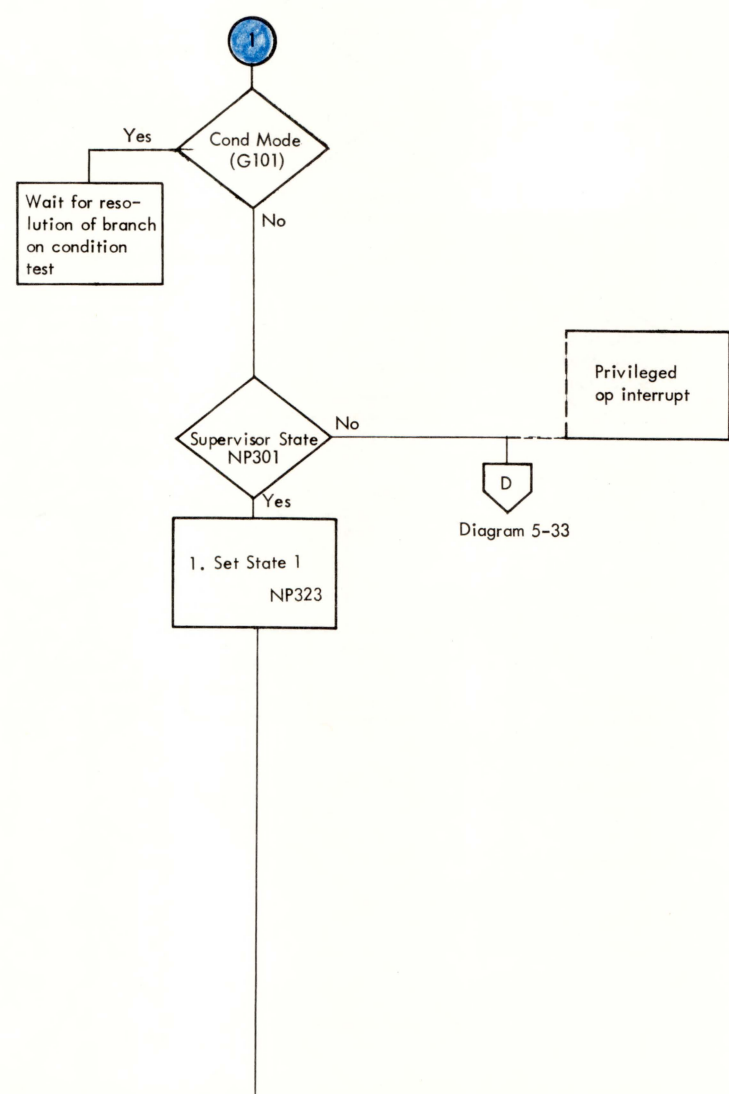 1
Cond Mode
(G101)
Yes
Wait for reso-
lution of branch
on condition
test
No
Privileged
op interrupt
Supervisor State
NP301
No
D
Diagram 5-33
Yes
1. Set State 1
NP323